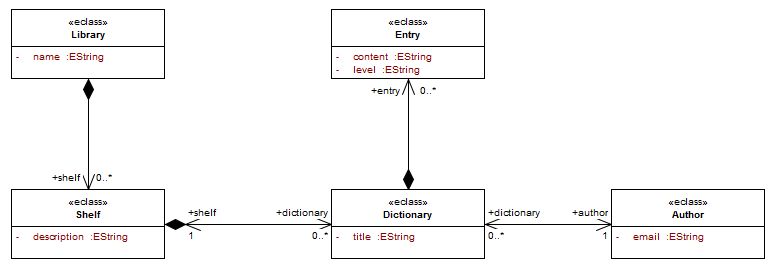 «eclass»
Library
- name :EString
«eclass»
Entry
- content :EString
- level :EString
+entry 0..*
+shelf 0..*
«eclass»
Shelf
- description :EString
+shelf
1
+dictionary
0..*
«eclass»
Dictionary
- title :EString
+dictionary
0..*
+author
1
«eclass»
Author
- email :EString